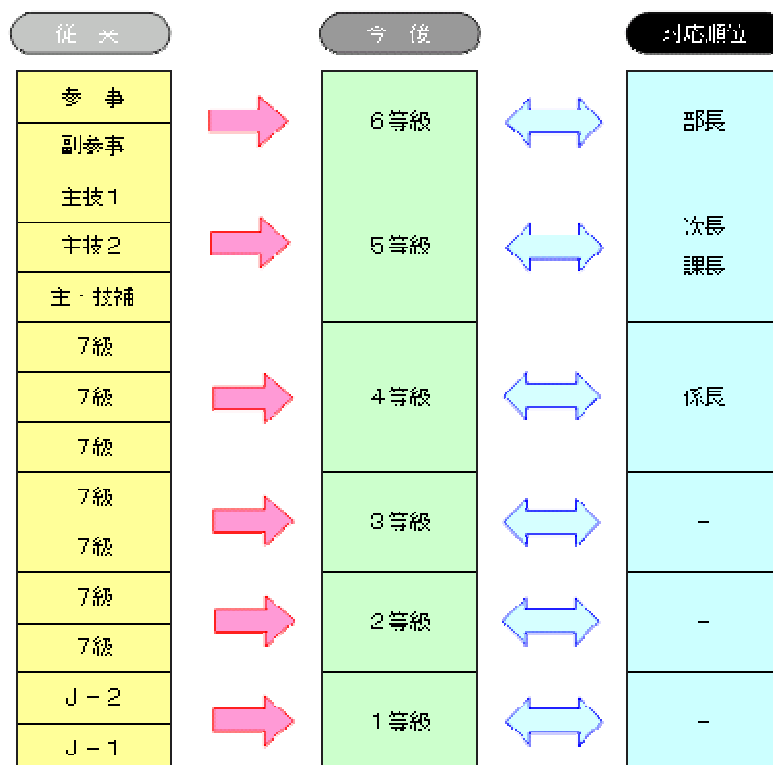 従来
今後
対応順位
参事
副参事
主技1
主技2
主・技補
7級
7級
7級
7級
7級
7級
7級
J-2
J-1
6等級
5等級
4等級
3等級
2等級
1等級
部長
次長
課長
係長
-
-
-